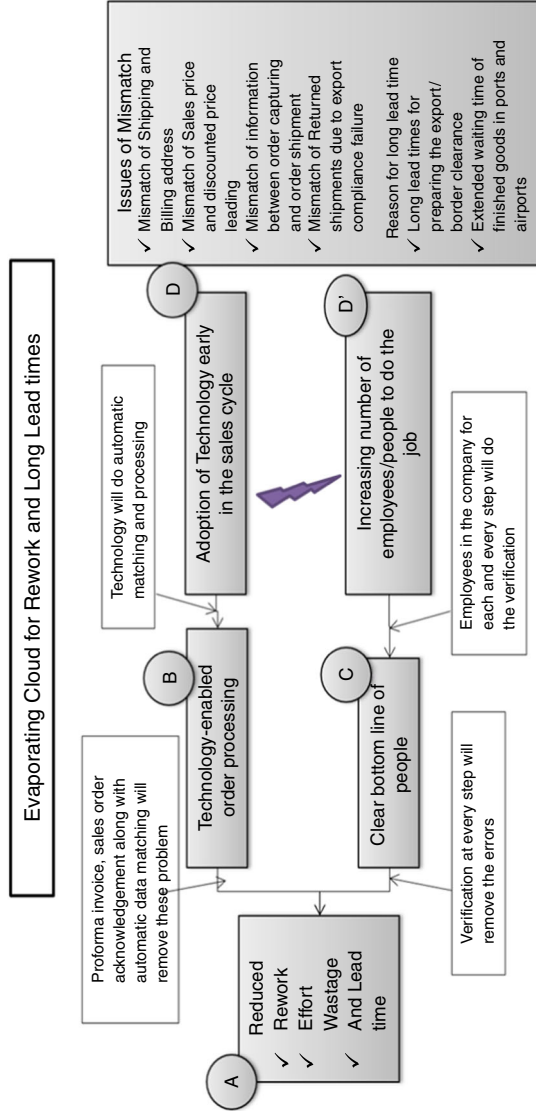 Evaporating Cloud for Rework and Long Lead times
Proforma invoice, sales order
acknowledgement along with
automatic data matching will
remove these problem
Technology will do automatic
matching and processing
A
Reduced
✓ Rework
✓ Effort
Wastage
✓ And Lead
time
B
Technology-enabled
order processing
D
Adoption of Technology early
in the sales cycle
C
Clear bottom line of
people
D'
Increasing number of
employees/people to do the
job
Verification at every step will
remove the errors
Employees in the company for
each and every step will do
the verification
Issues of Mismatch
✓ Mismatch of Shipping and
Billing address
✓ Mismatch of Sales price
and discounted price
leading
✓ Mismatch of information
between order capturing
and order shipment
✓ Mismatch of Returned
shipments due to export
compliance failure
Reason for long lead time
✓ Long lead times for
preparing the export/
border clearance
✓ Extended waiting time of
finished goods in ports and
airports